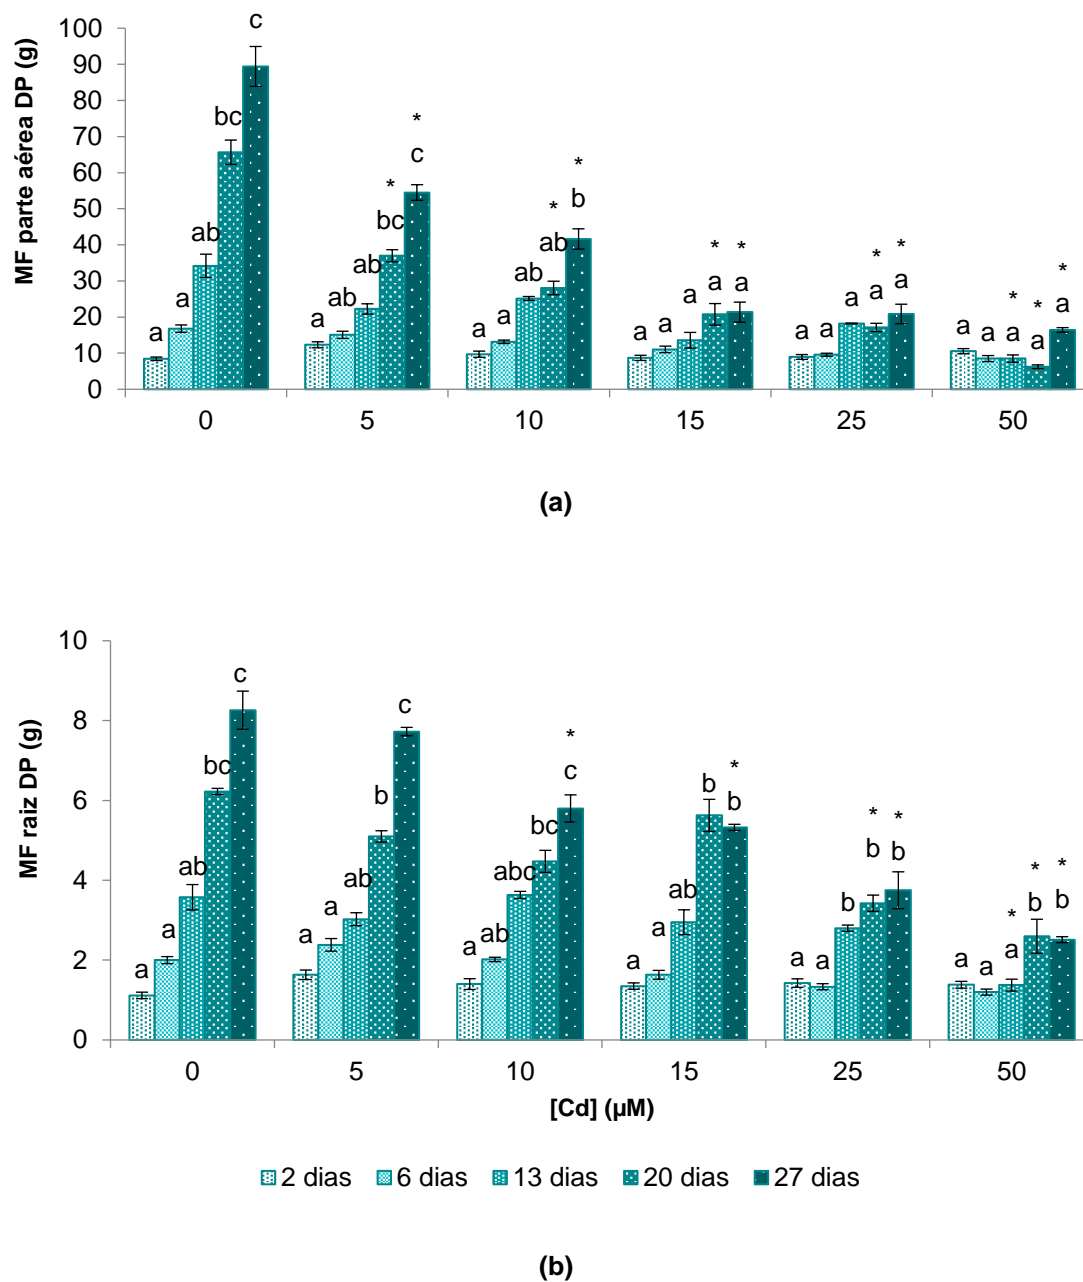 MF parte aérea DP (g)
100
90
80
70
60
50
40
30
20
10
0
a a ab bc c
a ab ab bc * c *
a a ab ab * b *
a a a a * a *
a a a a * a *
a a a * a * a *
0 5 10 15 25 50
(a)
MF raiz DP (g)
10
8
6
4
2
0
a a ab bc c
a a ab b c
a ab abc bc c *
a a ab b b *
a a b b * b *
a a a * b * b *
0 5 10 15 25 50
[Cd] (µM)
2 dias 6 dias 13 dias 20 dias 27 dias
(b)